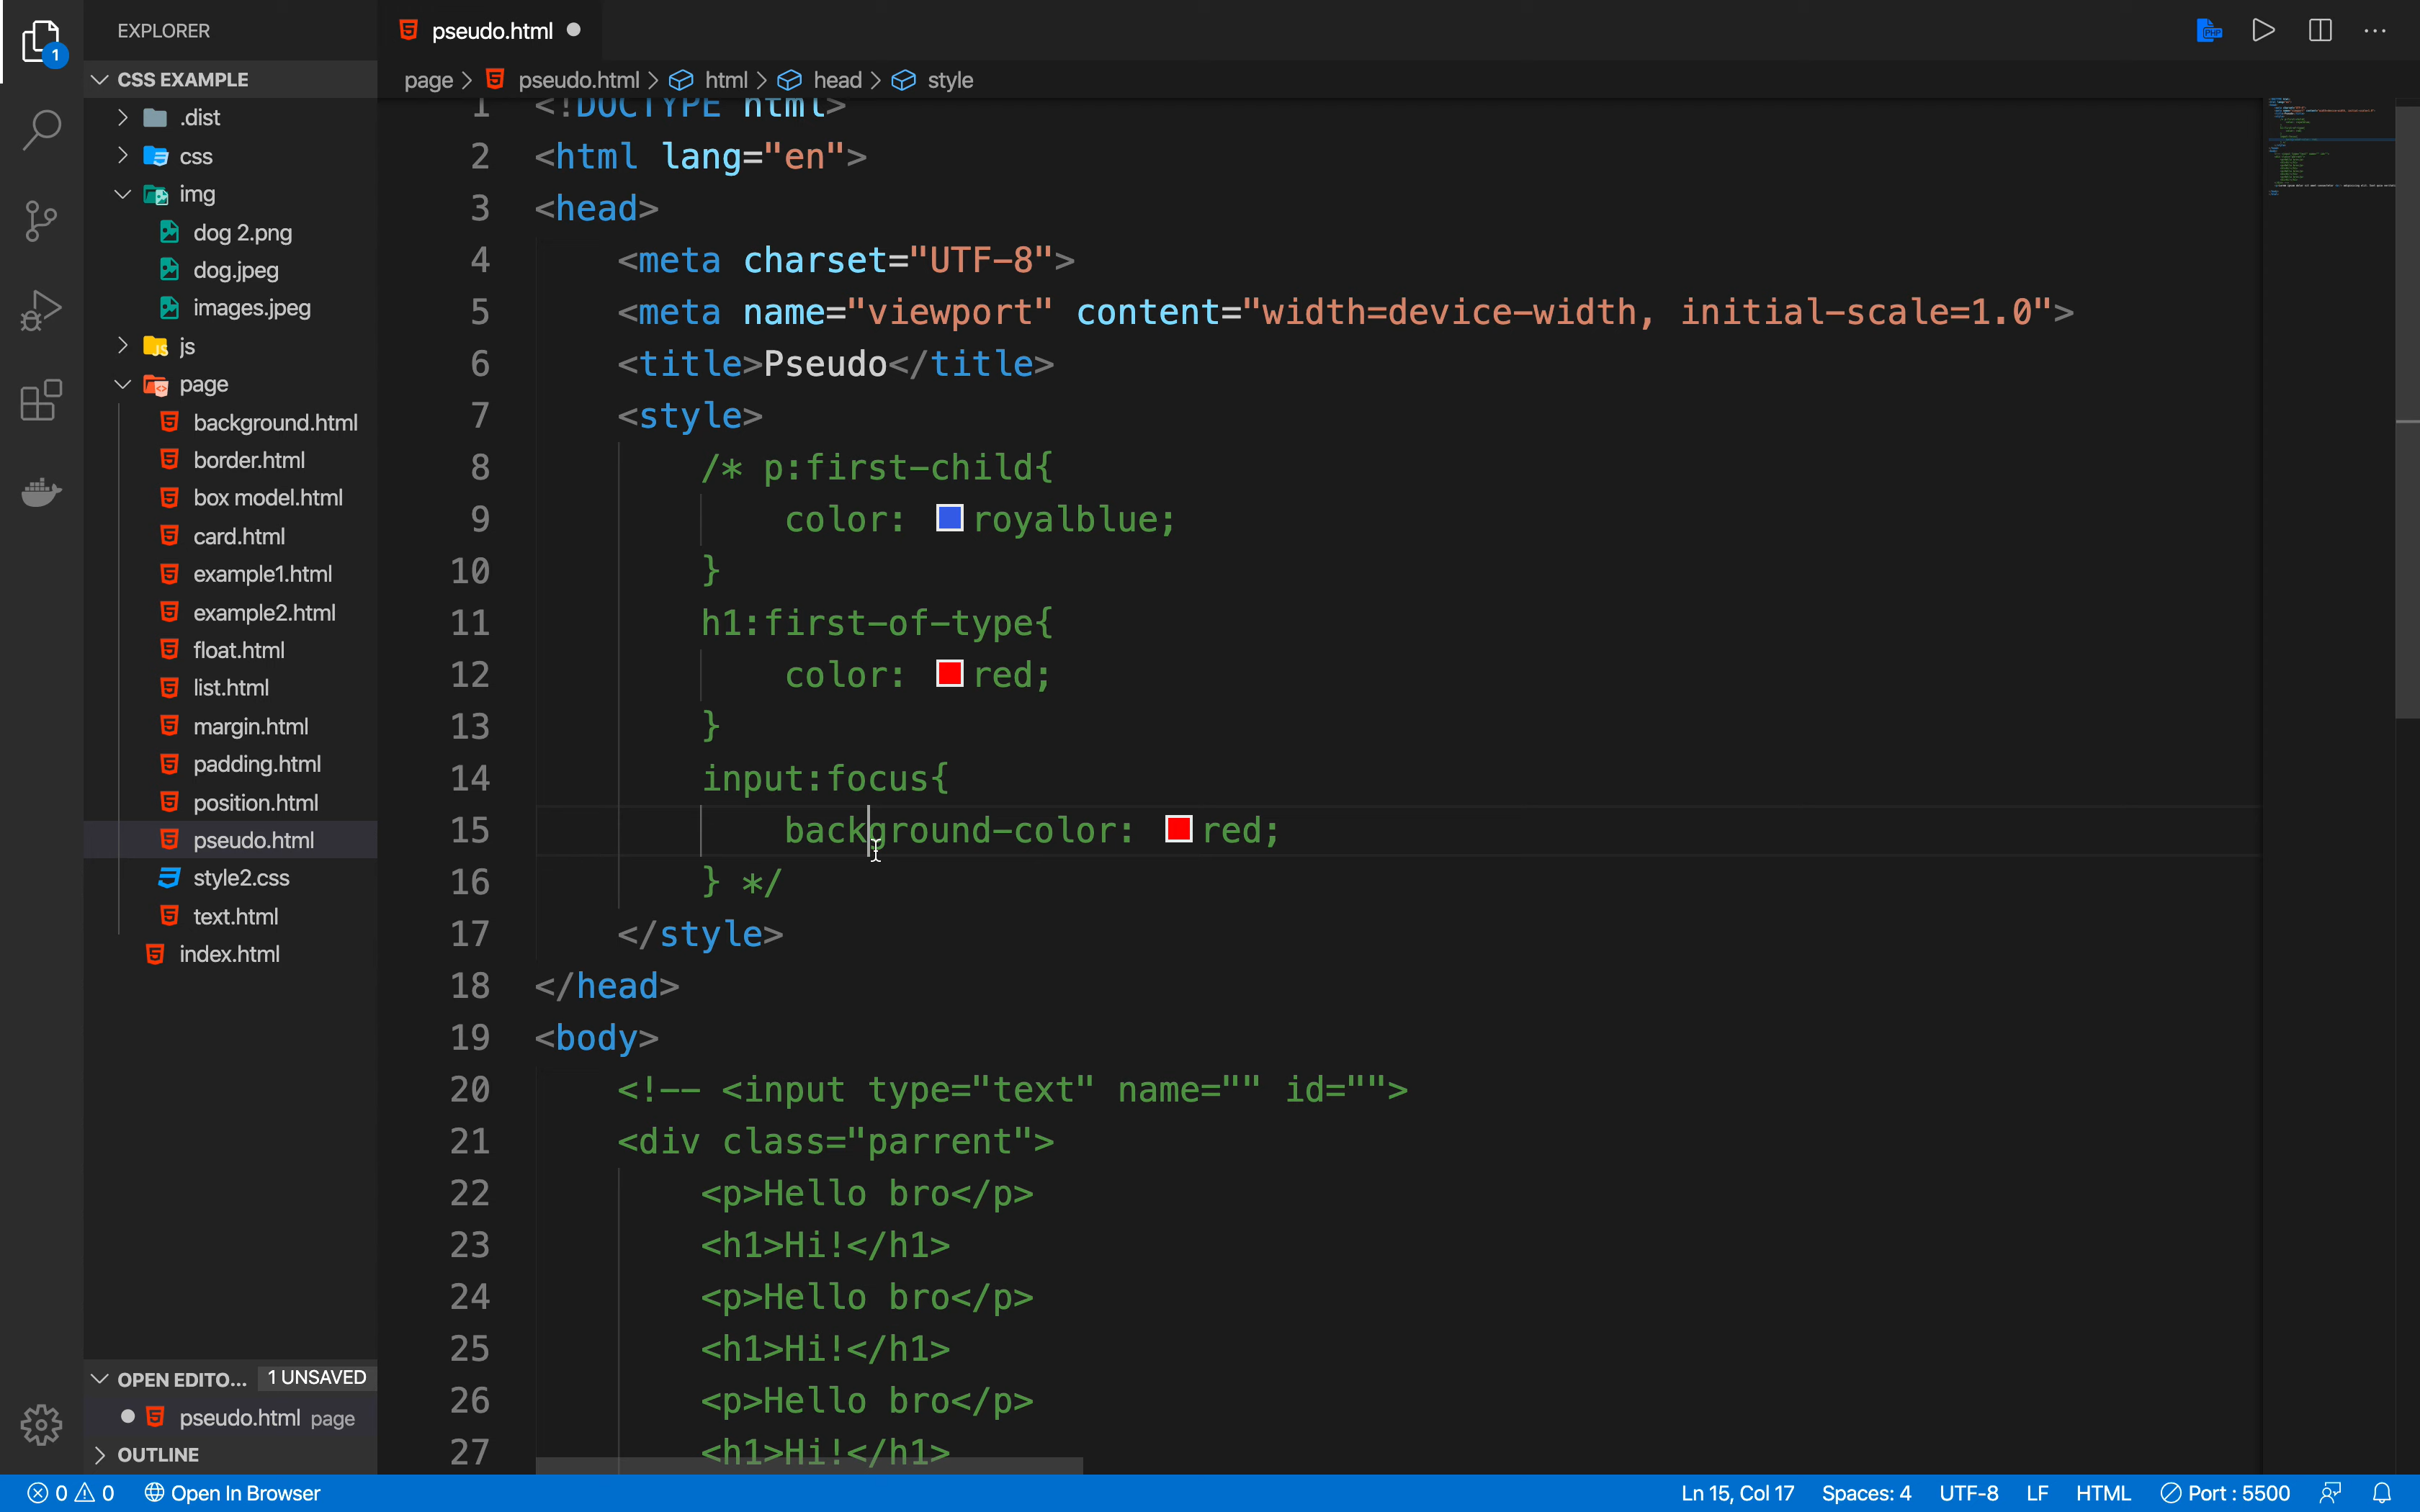 EXPLORER
1
CSS EXAMPLE
.dist
css
img
dog 2.png
dog.jpeg
images.jpeg
js
page
background.html
border.html
box model.html
card.html
example1.html
example2.html
float.html
list.html
margin.html
padding.html
position.html
pseudo.html
style2.css
text.html
index.html
OPEN EDITO... 1 UNSAVED
pseudo.html page
OUTLINE
pseudo.html
page > pseudo.html > html > head > style
1 <!DOCTYPE html>
2 <html lang="en">
3 <head>
4 <meta charset="UTF-8">
5 <meta name="viewport" content="width=device-width, initial-scale=1.0">
6 <title>Pseudo</title>
7 <style>
8 /* p:first-child{
9 color: royalblue;
10 }
11 h1:first-of-type{
12 color: red;
13 }
14 input:focus{
15 background-color: red;
16 } */
17 </style>
18 </head>
19 <body>
20 <!-- <input type="text" name="" id="">
21 <div class="parrent">
22 <p>Hello bro</p>
23 <h1>Hi!</h1>
24 <p>Hello bro</p>
25 <h1>Hi!</h1>
26 <p>Hello bro</p>
27 <h1>Hi!</h1>
PHP
0 0 Open In Browser Ln 15, Col 17 Spaces: 4 UTF-8 LF HTML Port : 5500